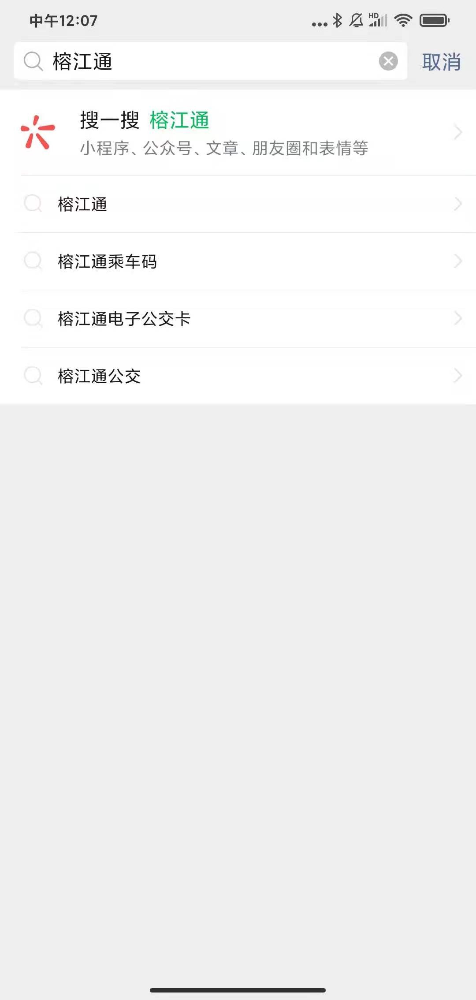 中午12:07
HD
榕江通
取消
搜一搜 榕江通
小程序、公众号、文章、朋友圈和表情等
榕江通
榕江通乘车码
榕江通电子公交卡
榕江通公交